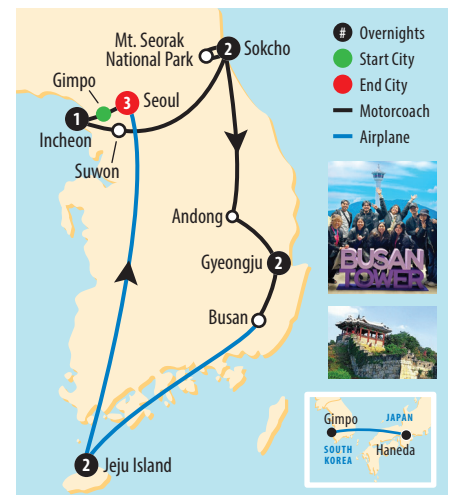 Mt. Seorak
National Park
2
Sokcho
Gimpo
3
Seoul
1
Incheon
Suwon
Andong
Gyeongju
2
Busan
2
Jeju Island
# Overnights
Start City
End City
Motorcoach
Airplane
BUSAN
TOWER
Gimpo
JAPAN
SOUTH
KOREA
Haneda